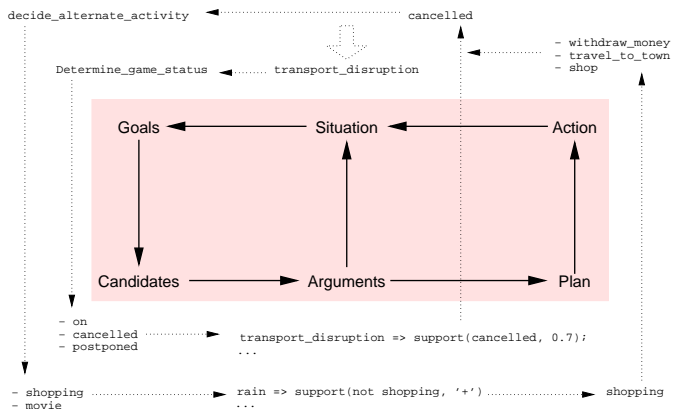 decide_alternate_activity
cancelled
- withdraw_money
- travel_to_town
- shop
Determine_game_status
transport_disruption
Goals
Situation
Action
Candidates
Arguments
Plan
- on
- cancelled
- postponed
transport_disruption => support(cancelled, 0.7);
...
- shopping
- movie
rain => support(not shopping, '+')
...
shopping